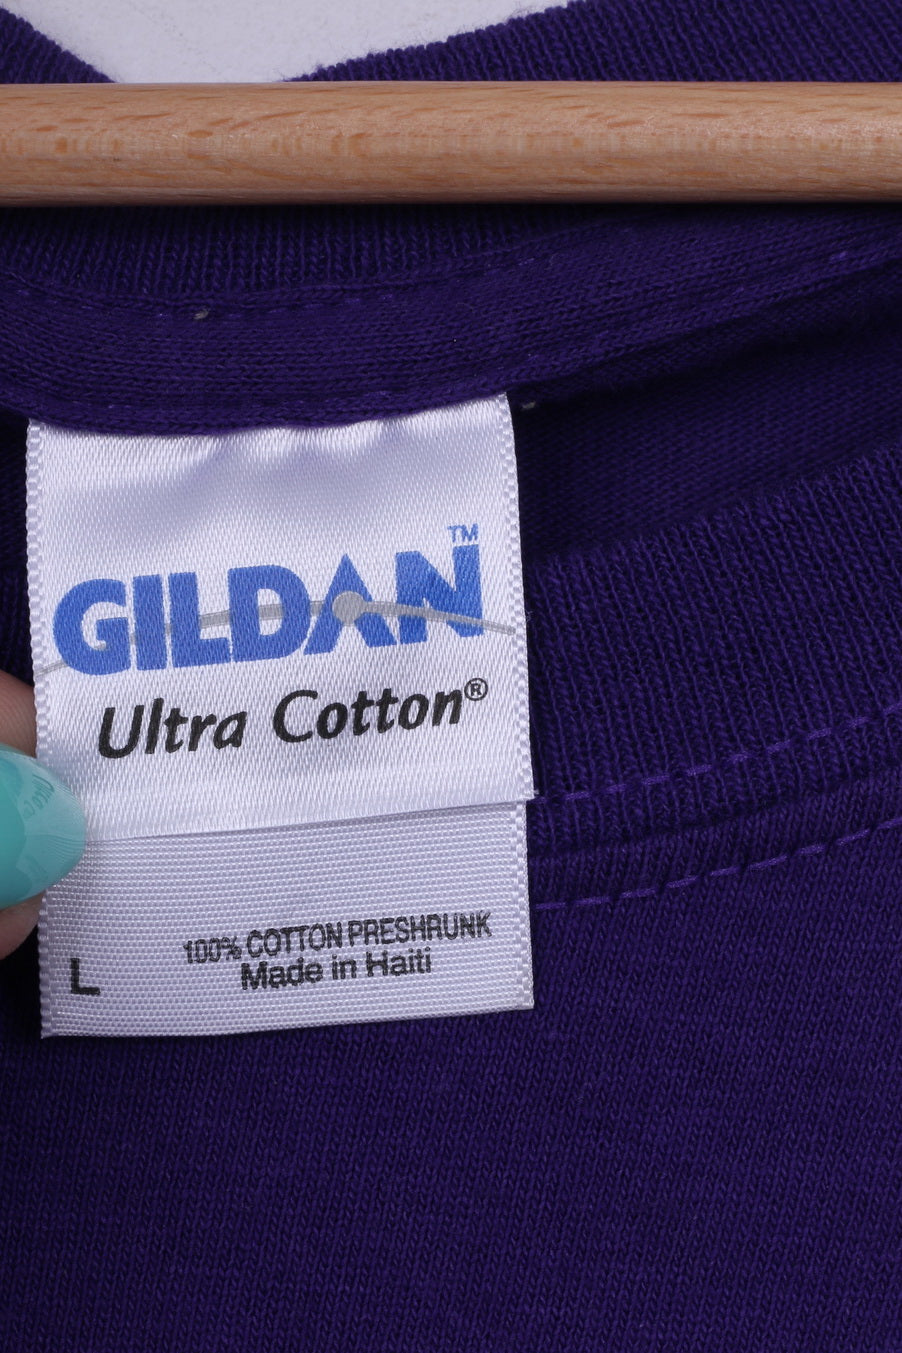 GILDAN™
Ultra Cotton®
100% COTTON PRESHRUNK
Made in Haiti
L